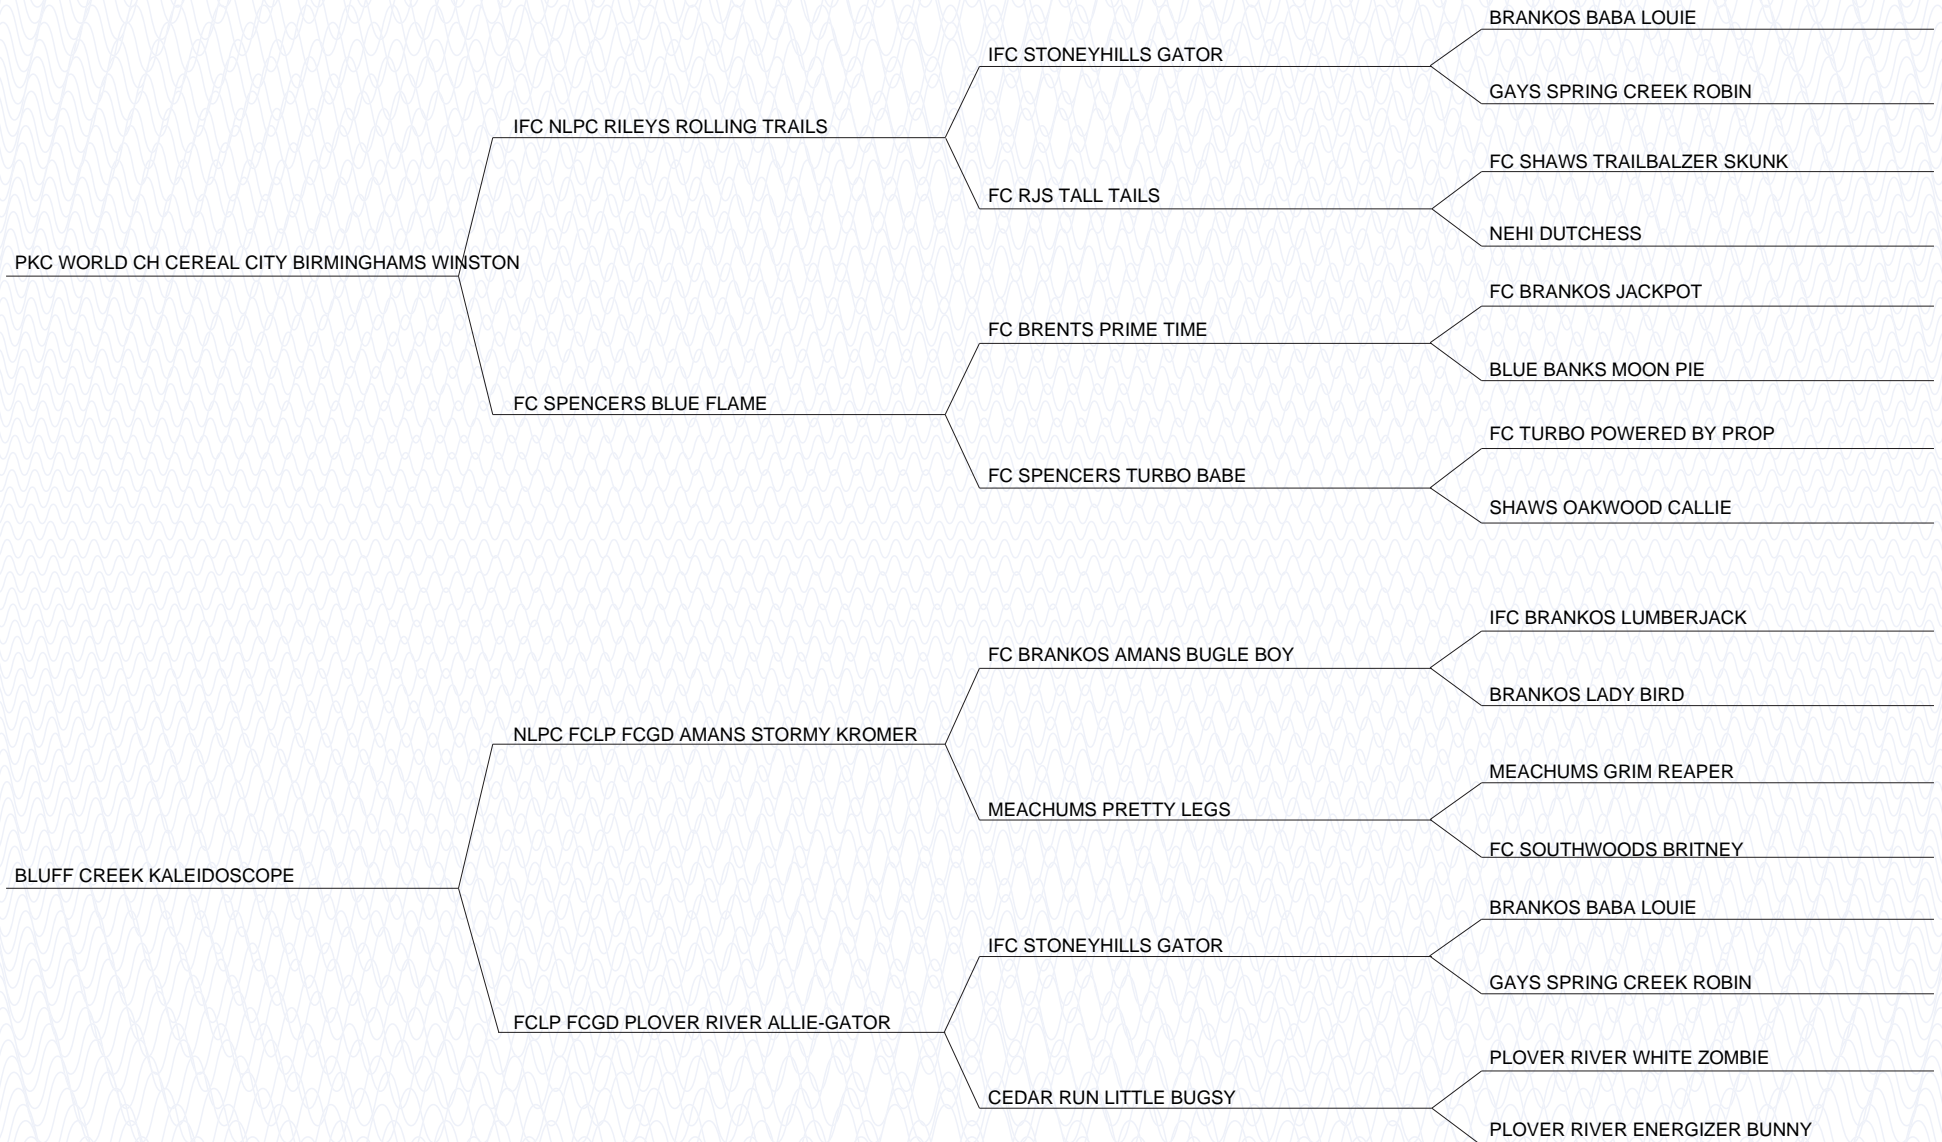 BRANKOS BABA LOUIE
IFC STONEYHILLS GATOR
GAYS SPRING CREEK ROBIN
IFC NLPC RILEYS ROLLING TRAILS
FC SHAWS TRAILBALZER SKUNK
FC RJS TALL TAILS
NEHI DUTCHESS
PKC WORLD CH CEREAL CITY BIRMINGHAMS WINSTON
FC BRANKOS JACKPOT
FC BRENTS PRIME TIME
BLUE BANKS MOON PIE
FC SPENCERS BLUE FLAME
FC TURBO POWERED BY PROP
FC SPENCERS TURBO BABE
SHAWS OAKWOOD CALLIE
IFC BRANKOS LUMBERJACK
FC BRANKOS AMANS BUGLE BOY
BRANKOS LADY BIRD
NLPC FCLP FCGD AMANS STORMY KROMER
MEACHUMS GRIM REAPER
MEACHUMS PRETTY LEGS
FC SOUTHWOODS BRITNEY
BLUFF CREEK KALEIDOSCOPE
BRANKOS BABA LOUIE
IFC STONEYHILLS GATOR
GAYS SPRING CREEK ROBIN
FCLP FCGD PLOVER RIVER ALLIE-GATOR
PLOVER RIVER WHITE ZOMBIE
CEDAR RUN LITTLE BUGSY
PLOVER RIVER ENERGIZER BUNNY